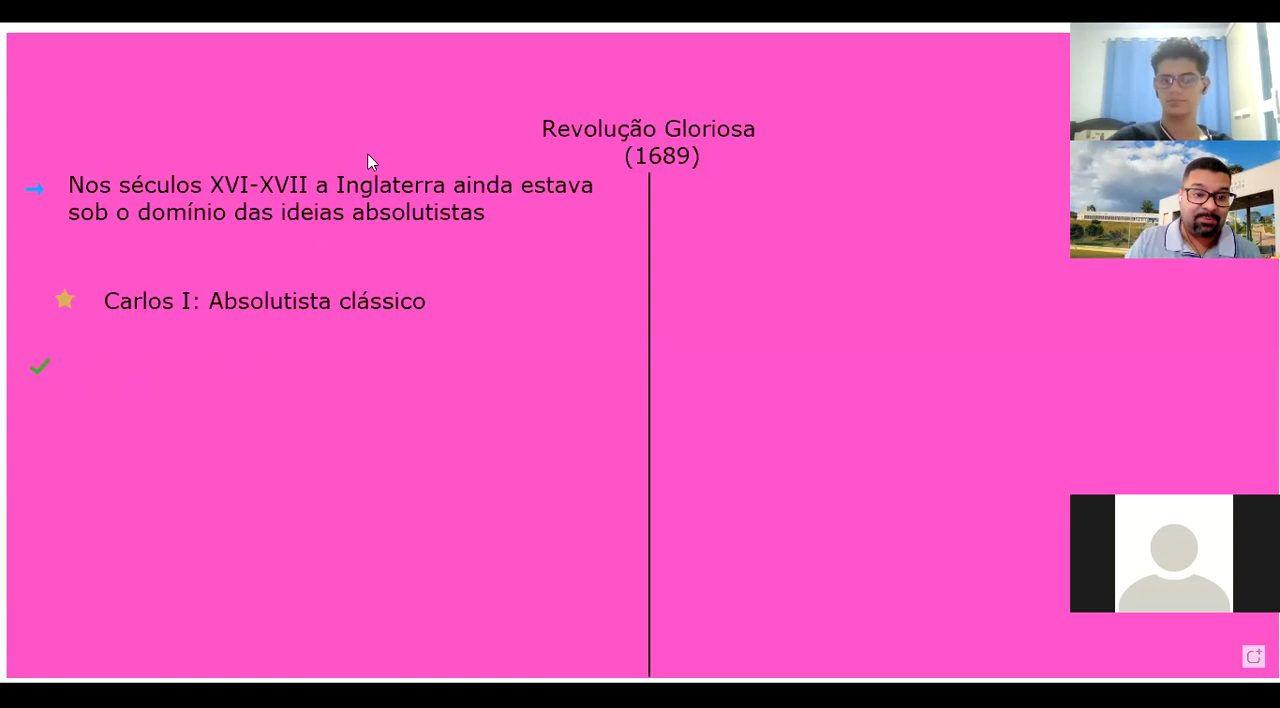 Revolução Gloriosa
(1689)
Nos séculos XVI-XVII a Inglaterra ainda estava
sob o domínio das ideias absolutistas
Carlos I: Absolutista clássico